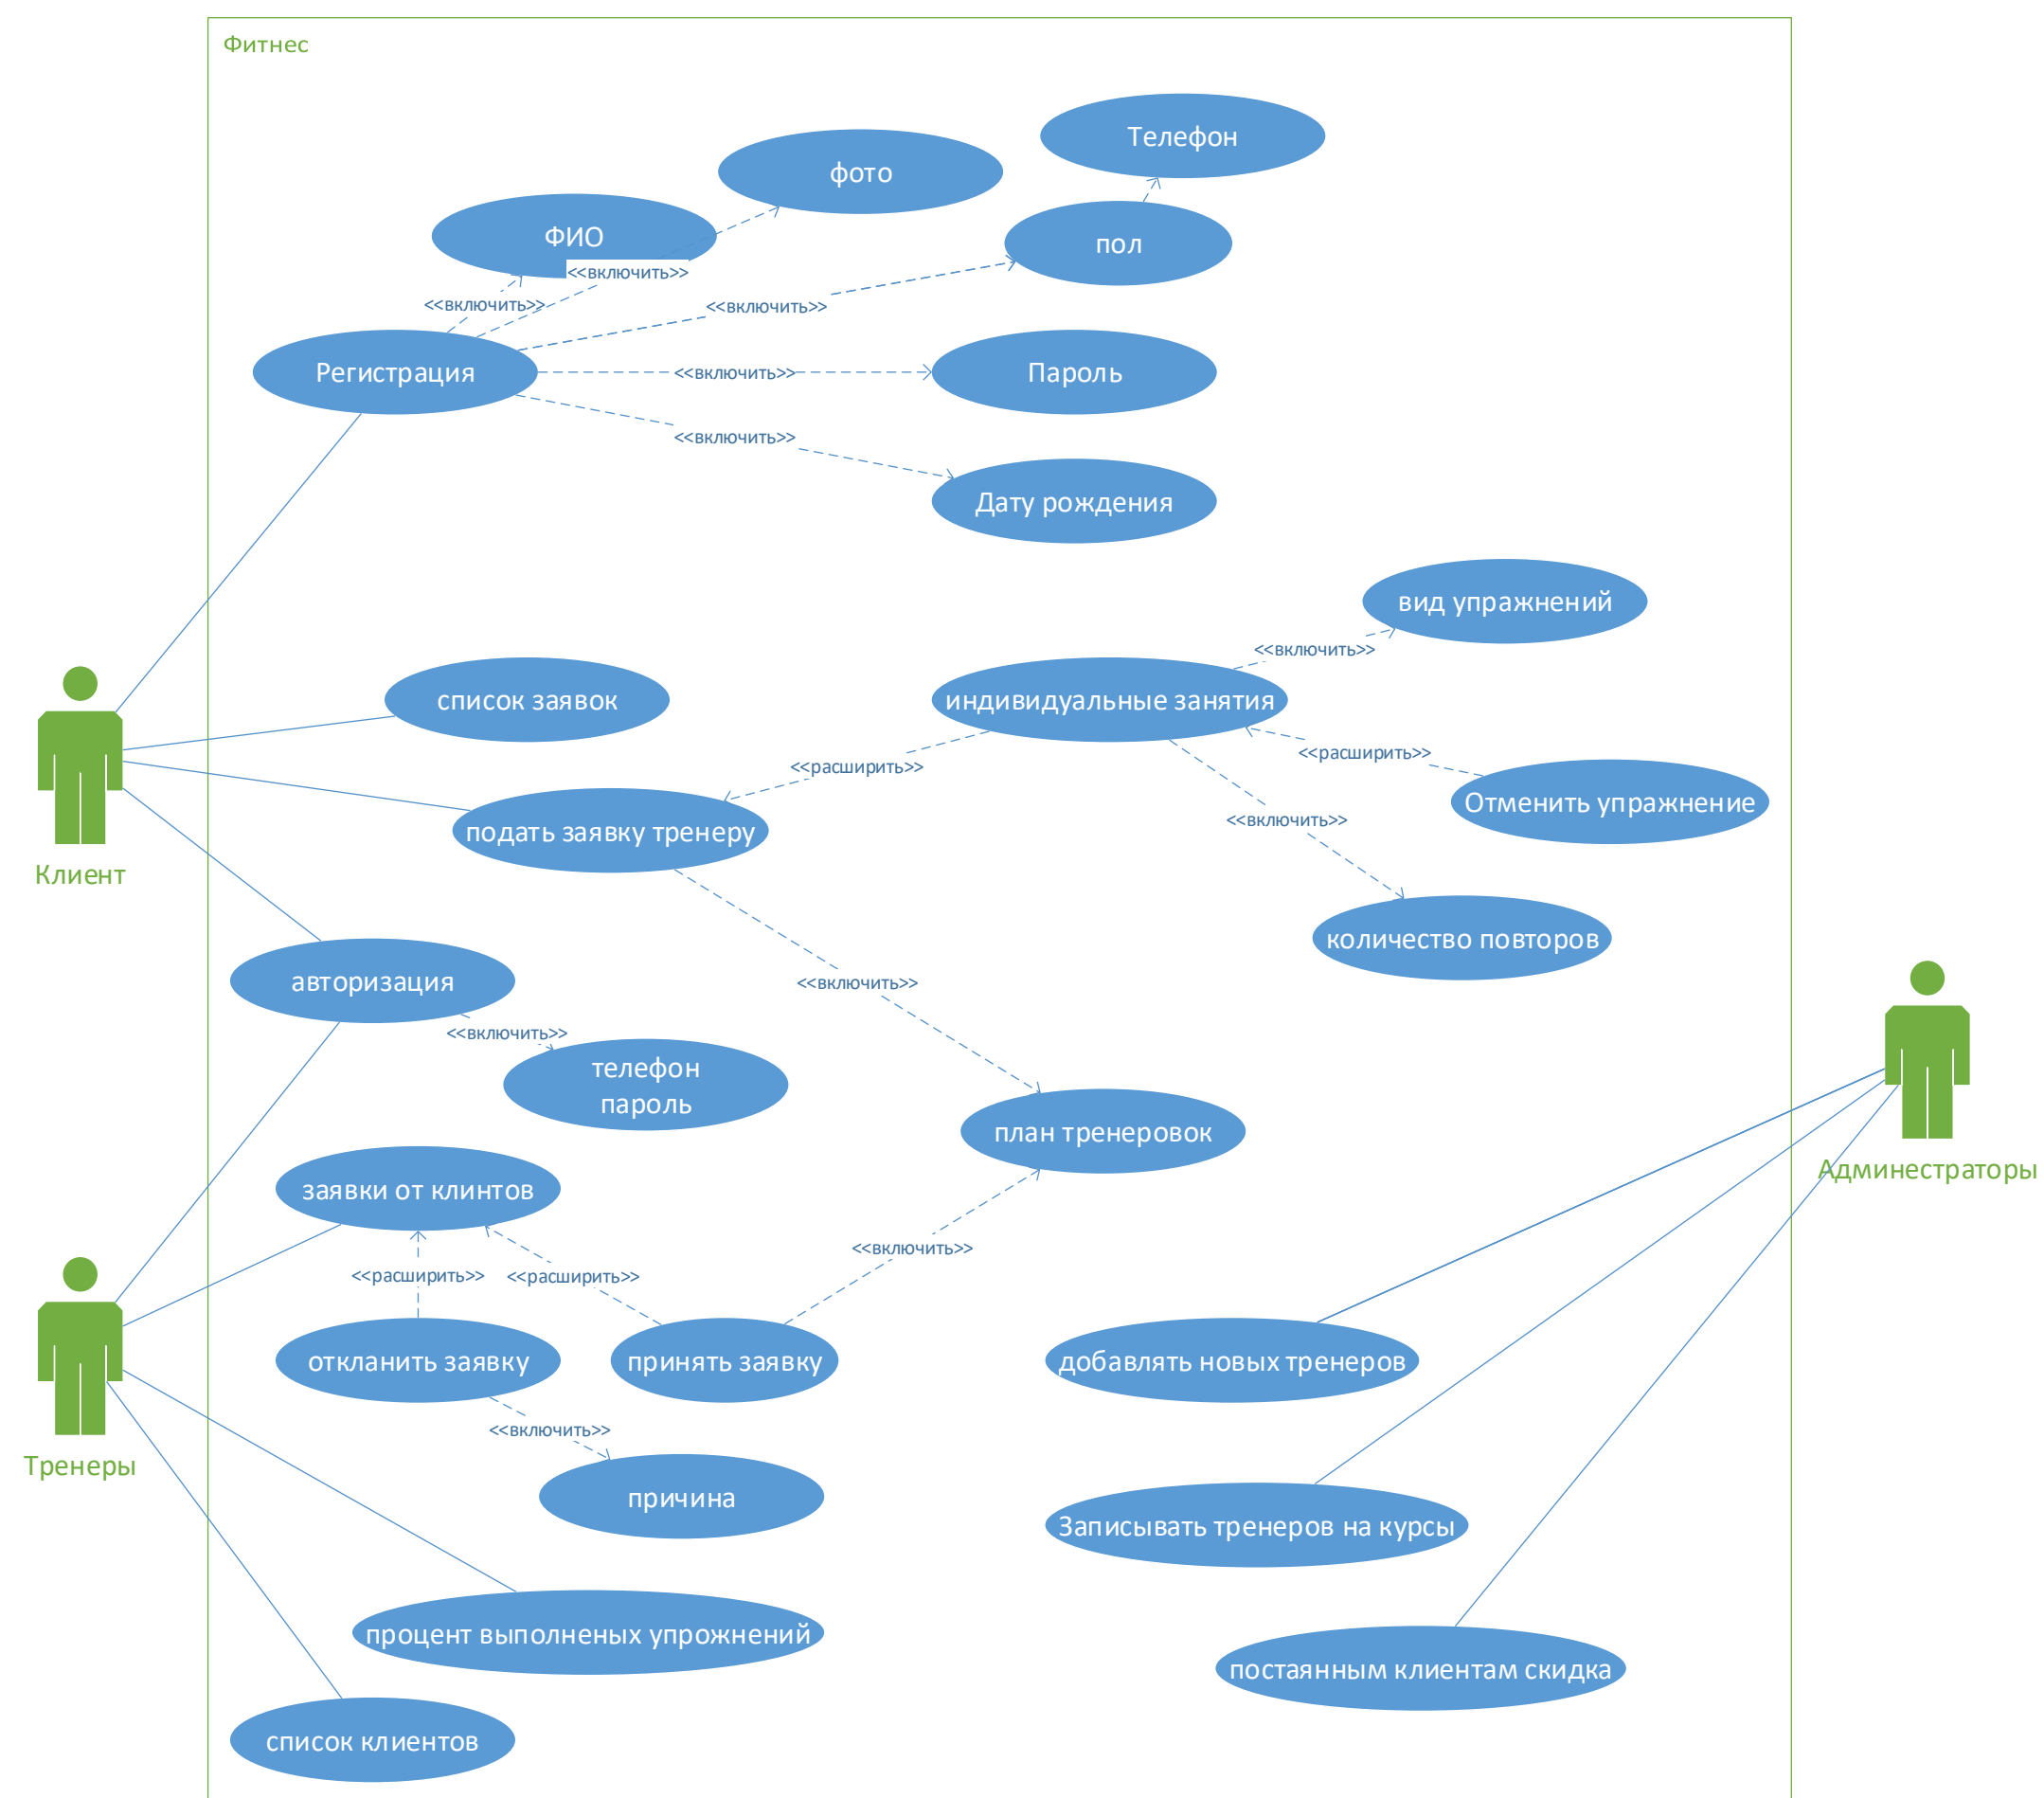 Фитнес
Телефон
фото
ФИО
пол
<<включить>>
<<включить>>
<<включить>>
Регистрация
<<включить>>
Пароль
<<включить>>
Дату рождения
вид упражнений
<<включить>>
список заявок
индивидуальные занятия
<<расширить>>
<<расширить>>
Отменить упражнение
<<включить>>
подать заявку тренеру
Клиент
количество повторов
авторизация
<<включить>>
<<включить>>
телефон
пароль
план тренеровок
Админестраторы
заявки от клинтов
<<включить>>
<<расширить>>
<<расширить>>
откланить заявку
принять заявку
добавлять новых тренеров
<<включить>>
Тренеры
причина
Записывать тренеров на курсы
процент выполненых упрожнений
постаянным клиентам скидка
список клиентов